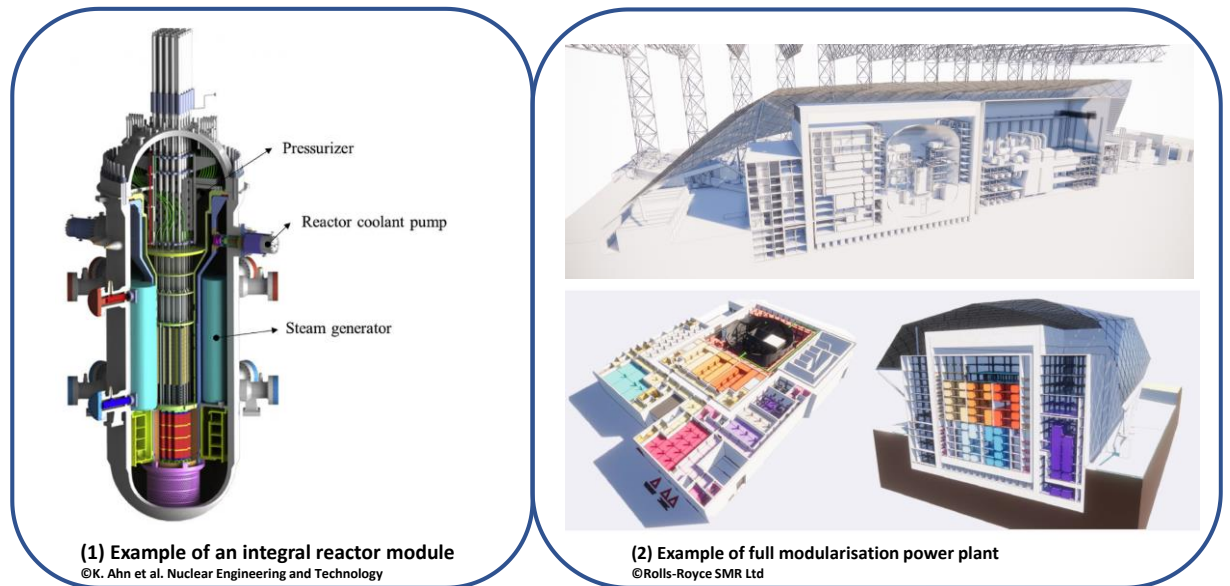 Pressurizer
Reactor coolant pump
Steam generator
(1) Example of an integral reactor module
©K. Ahn et al. Nuclear Engineering and Technology
(2) Example of full modularisation power plant
©Rolls-Royce SMR Ltd